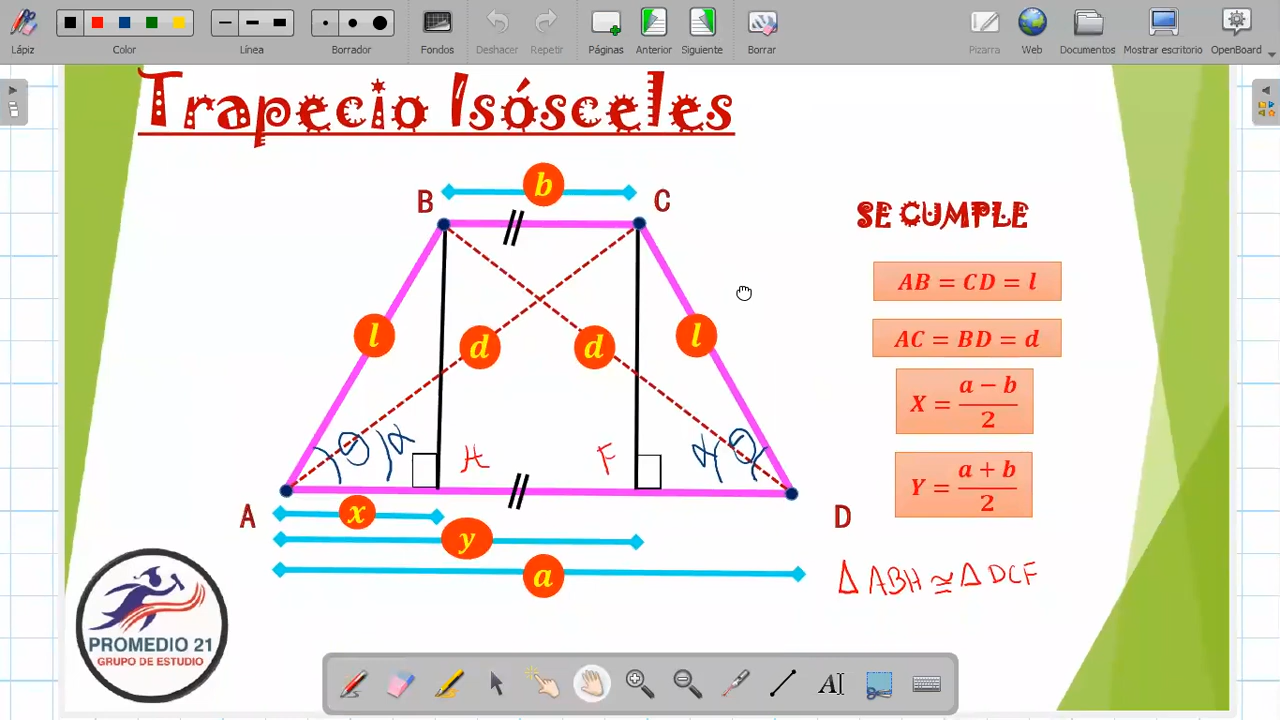 Lápiz
Color
Línea
Borrador
Fondos
Deshacer
Repetir
Páginas
Anterior
Siguiente
Borrar
Pizarra
Web
Documentos
Mostrar escritorio
OpenBoard
Trapecio Isósceles
b
B
C
SE CUMPLE
AB = CD = l
l
d
d
l
AC = BD = d
X = (a − b)/2
θ
α
H
F
α
θ
Y = (a + b)/2
A
x
D
y
a
Δ ABH ≅ Δ DCF
PROMEDIO 21
GRUPO DE ESTUDIO
AI